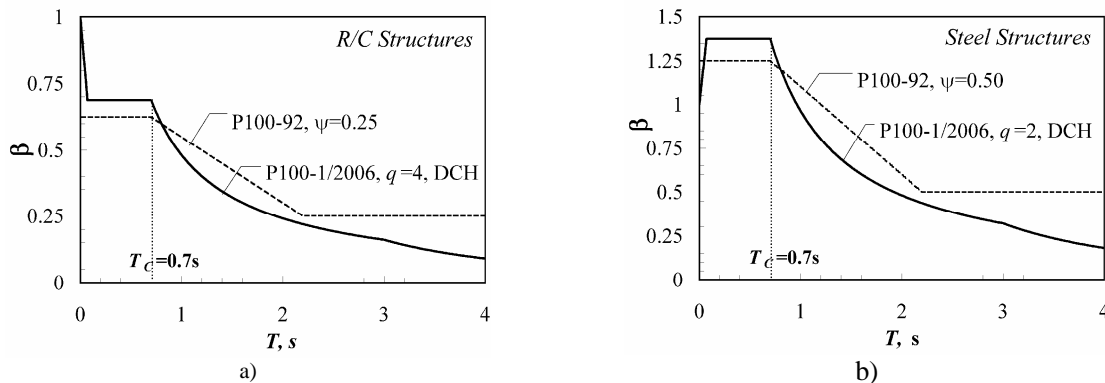 R/C Structures
1
0.75
0.5
0.25
0
β
P100-92, ψ=0.25
P100-1/2006, q=4, DCH
T_C=0.7s
0 1 2 3 4
T, s
a)
Steel Structures
1.5
1.25
1
0.75
0.5
0.25
0
β
P100-92, ψ=0.50
P100-1/2006, q=2, DCH
T_C=0.7s
0 1 2 3 4
T, s
b)